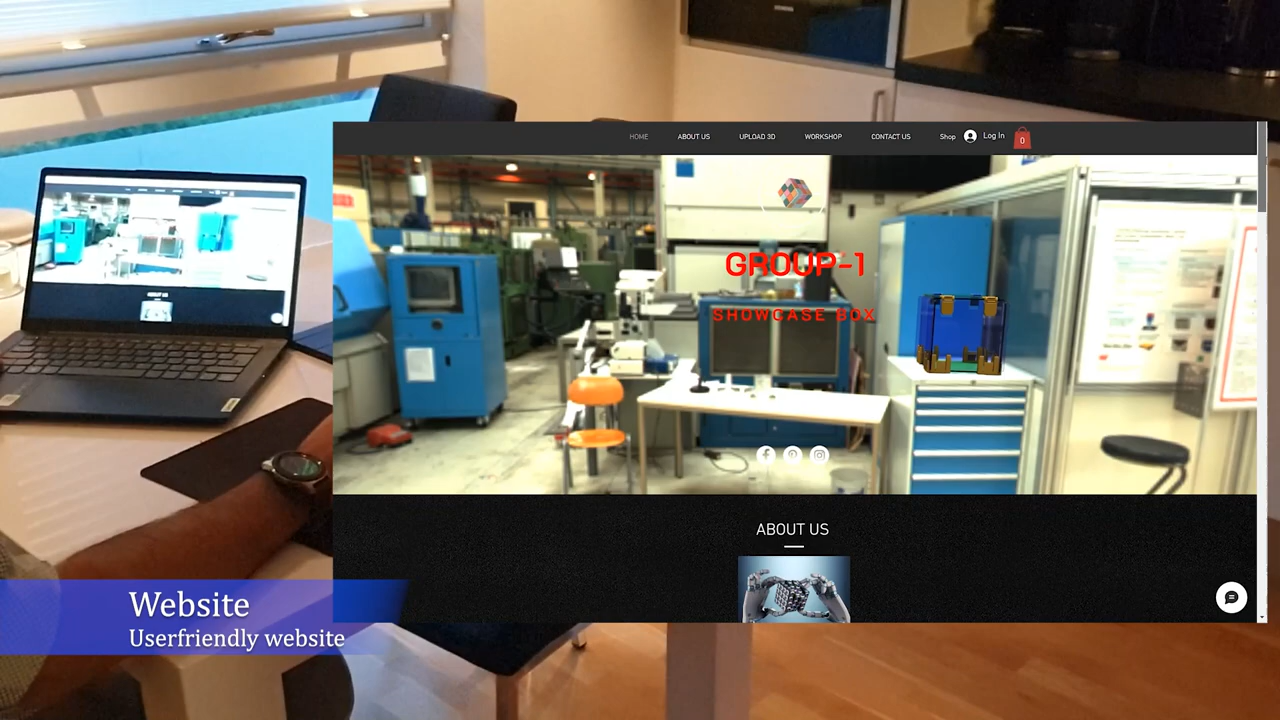 HOME ABOUT US UPLOAD 3D WORKSHOP CONTACT US Shop Log In 0
GROUP-1
SHOWCASE BOX
ABOUT US
Website
Userfriendly website